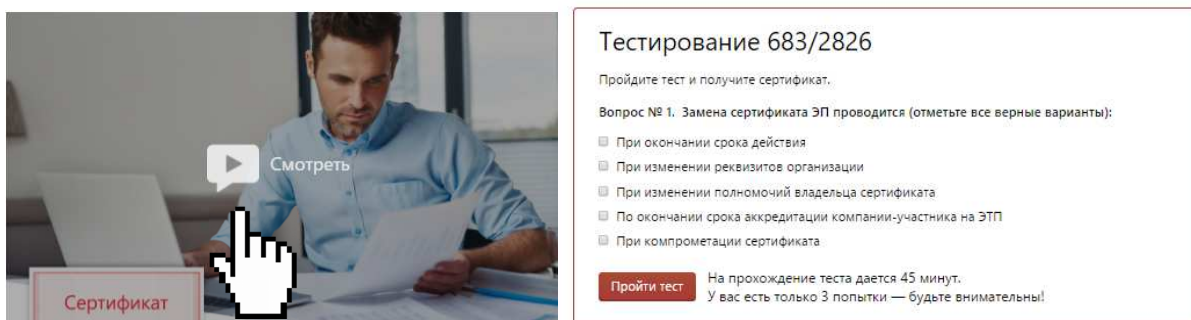 Смотреть
Сертификат
Тестирование 683/2826
Пройдите тест и получите сертификат.
Вопрос № 1. Замена сертификата ЭП проводится (отметьте все верные варианты):
При окончании срока действия
При изменении реквизитов организации
При изменении полномочий владельца сертификата
По окончании срока аккредитации компании-участника на ЭТП
При компрометации сертификата
Пройти тест
На прохождение теста дается 45 минут.
У вас есть только 3 попытки — будьте внимательны!